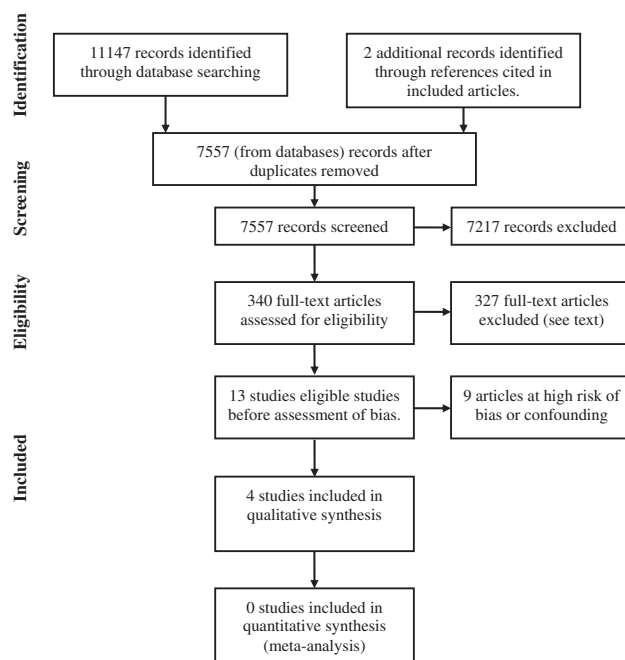 Identification
11147 records identified
through database searching
2 additional records identified
through references cited in
included articles.
7557 (from databases) records after
duplicates removed
Screening
7557 records screened
7217 records excluded
Eligibility
340 full-text articles
assessed for eligibility
327 full-text articles
excluded (see text)
13 studies eligible studies
before assessment of bias.
9 articles at high risk of
bias or confounding
Included
4 studies included in
qualitative synthesis
0 studies included in
quantitative synthesis
(meta-analysis)